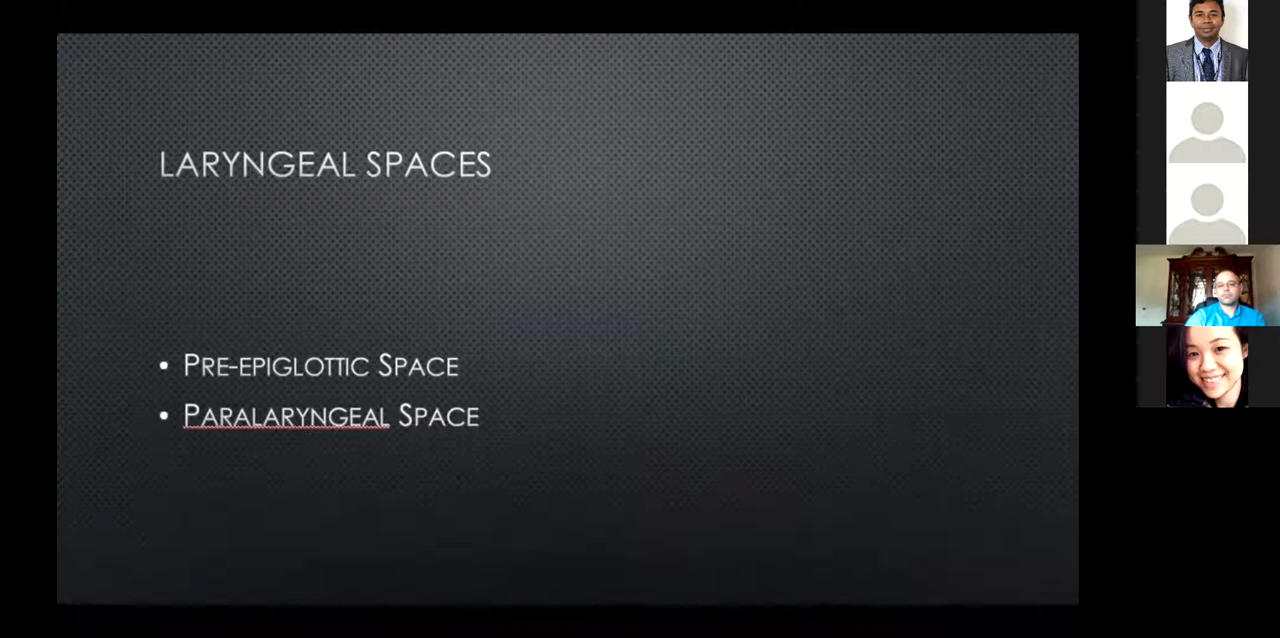 LARYNGEAL SPACES
• PRE-EPIGLOTTIC SPACE
• PARALARYNGEAL SPACE